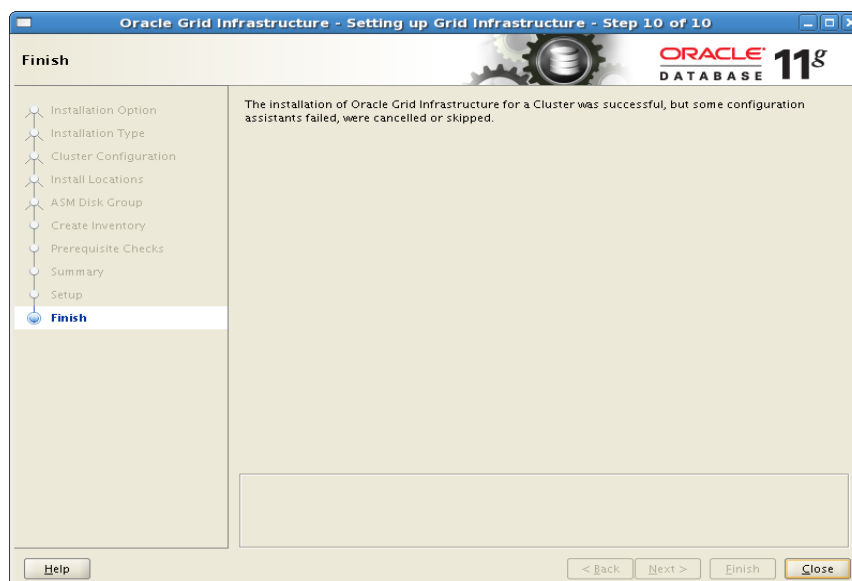 Oracle Grid Infrastructure - Setting up Grid Infrastructure - Step 10 of 10
Finish
ORACLE
DATABASE
11g
Installation Option
Installation Type
Cluster Configuration
Install Locations
ASM Disk Group
Create Inventory
Prerequisite Checks
Summary
Setup
Finish
The installation of Oracle Grid Infrastructure for a Cluster was successful, but some configuration
assistants failed, were cancelled or skipped.
Help
< Back
Next >
Finish
Close